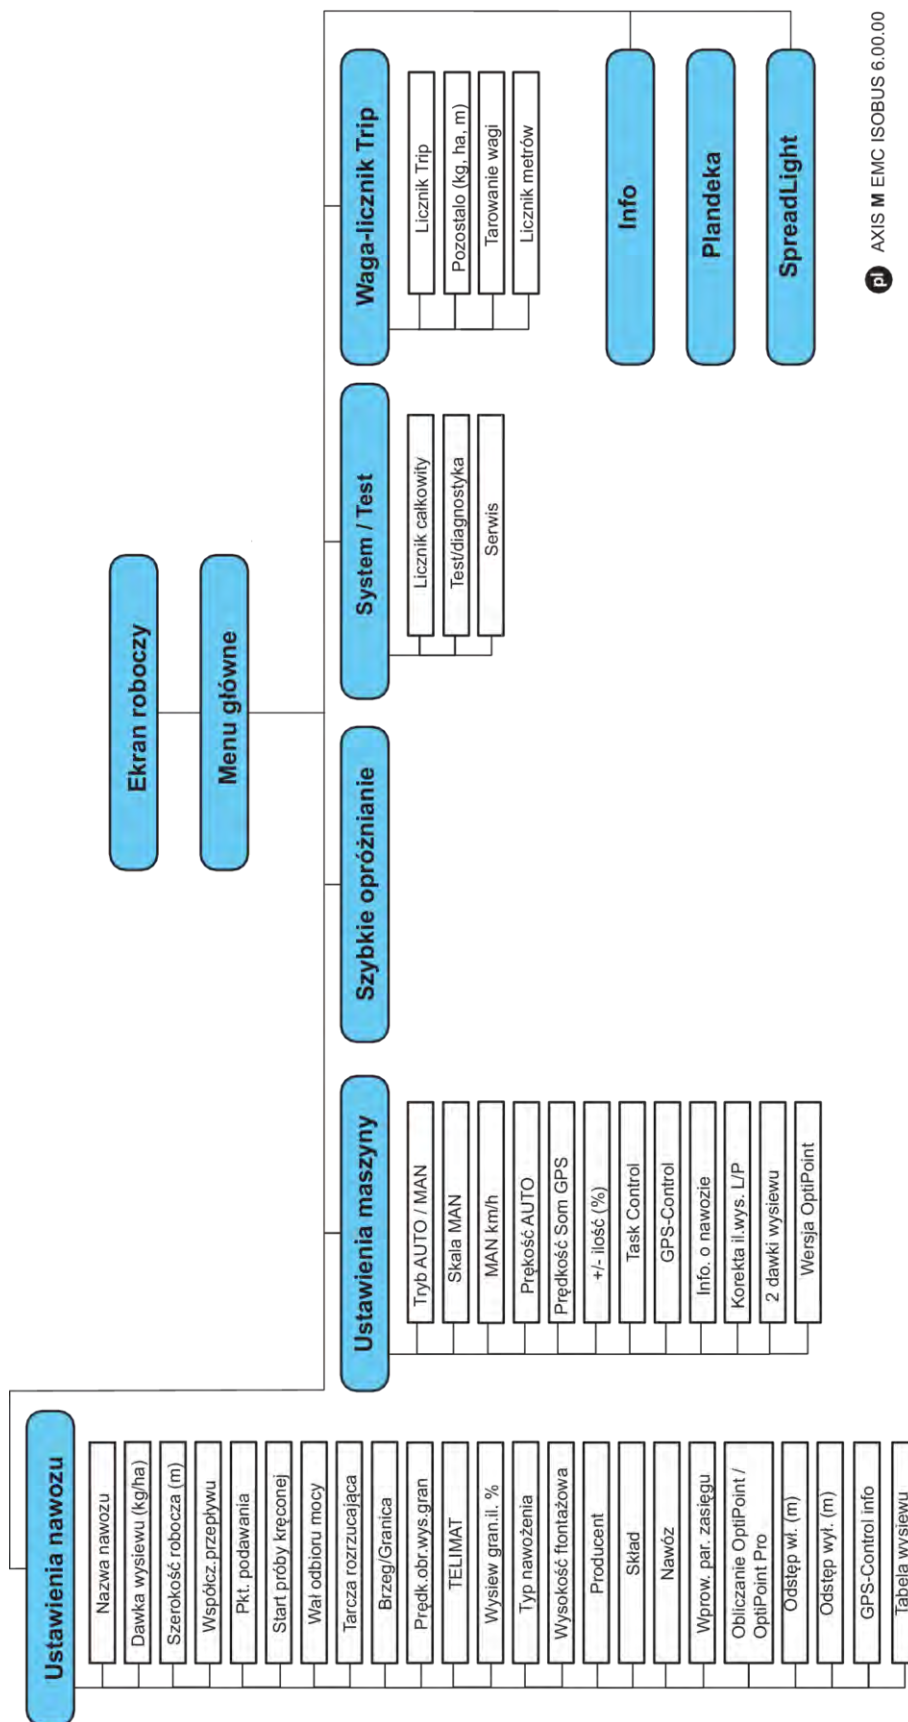 Ekran roboczy
Menu główne
Ustawienia nawozu
Nazwa nawozu
Dawka wysiewu (kg/ha)
Szerokość robocza (m)
Współcz.przepływu
Pkt. podawania
Start próby kręconej
Wał odbioru mocy
Tarcza rozrzucająca
Brzeg/Granica
Prędk.obr.wys.gran
TELIMAT
Wysiew gran.il. %
Typ nawożenia
Wysokość ftontażowa
Producent
Skład
Nawóz
Wprow. par. zasięgu
Obliczanie OptiPoint /
OptiPoint Pro
Odstęp wł. (m)
Odstęp wył. (m)
GPS-Control info
Tabela wysiewu
Ustawienia maszyny
Tryb AUTO / MAN
Skala MAN
MAN km/h
Prękość AUTO
Prędkość Som GPS
+/- ilość (%)
Task Control
GPS-Control
Info. o nawozie
Korekta il.wys. L/P
2 dawki wysiewu
Wersja OptiPoint
Szybkie opróżnianie
System / Test
Licznik całkowity
Test/diagnostyka
Serwis
Waga-licznik Trip
Licznik Trip
Pozostalo (kg, ha, m)
Tarowanie wagi
Licznik metrów
Info
Plandeka
SpreadLight
pl AXIS M EMC ISOBUS 6.00.00